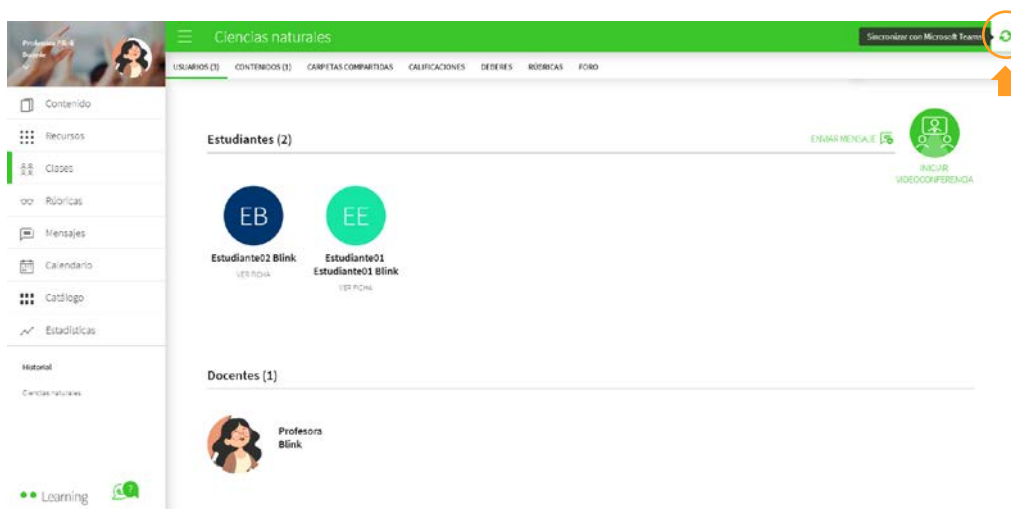 Docente
Ciencias naturales
Sincronizar con Microsoft Teams
USUARIOS (3) CONTENIDOS (1) CARPETAS COMPARTIDAS CALIFICACIONES DEBERES RÚBRICAS FORO
Contenido
Recursos
Clases
Rúbricas
Mensajes
Calendario
Catálogo
Estadísticas
Historial
Ciencias naturales
Learning
Estudiantes (2)
ENVIAR MENSAJE
INICIAR
VIDEOCONFERENCIA
EB
EE
Estudiante02 Blink
VER FICHA
Estudiante01
Estudiante01 Blink
VER FICHA
Docentes (1)
Profesora
Blink